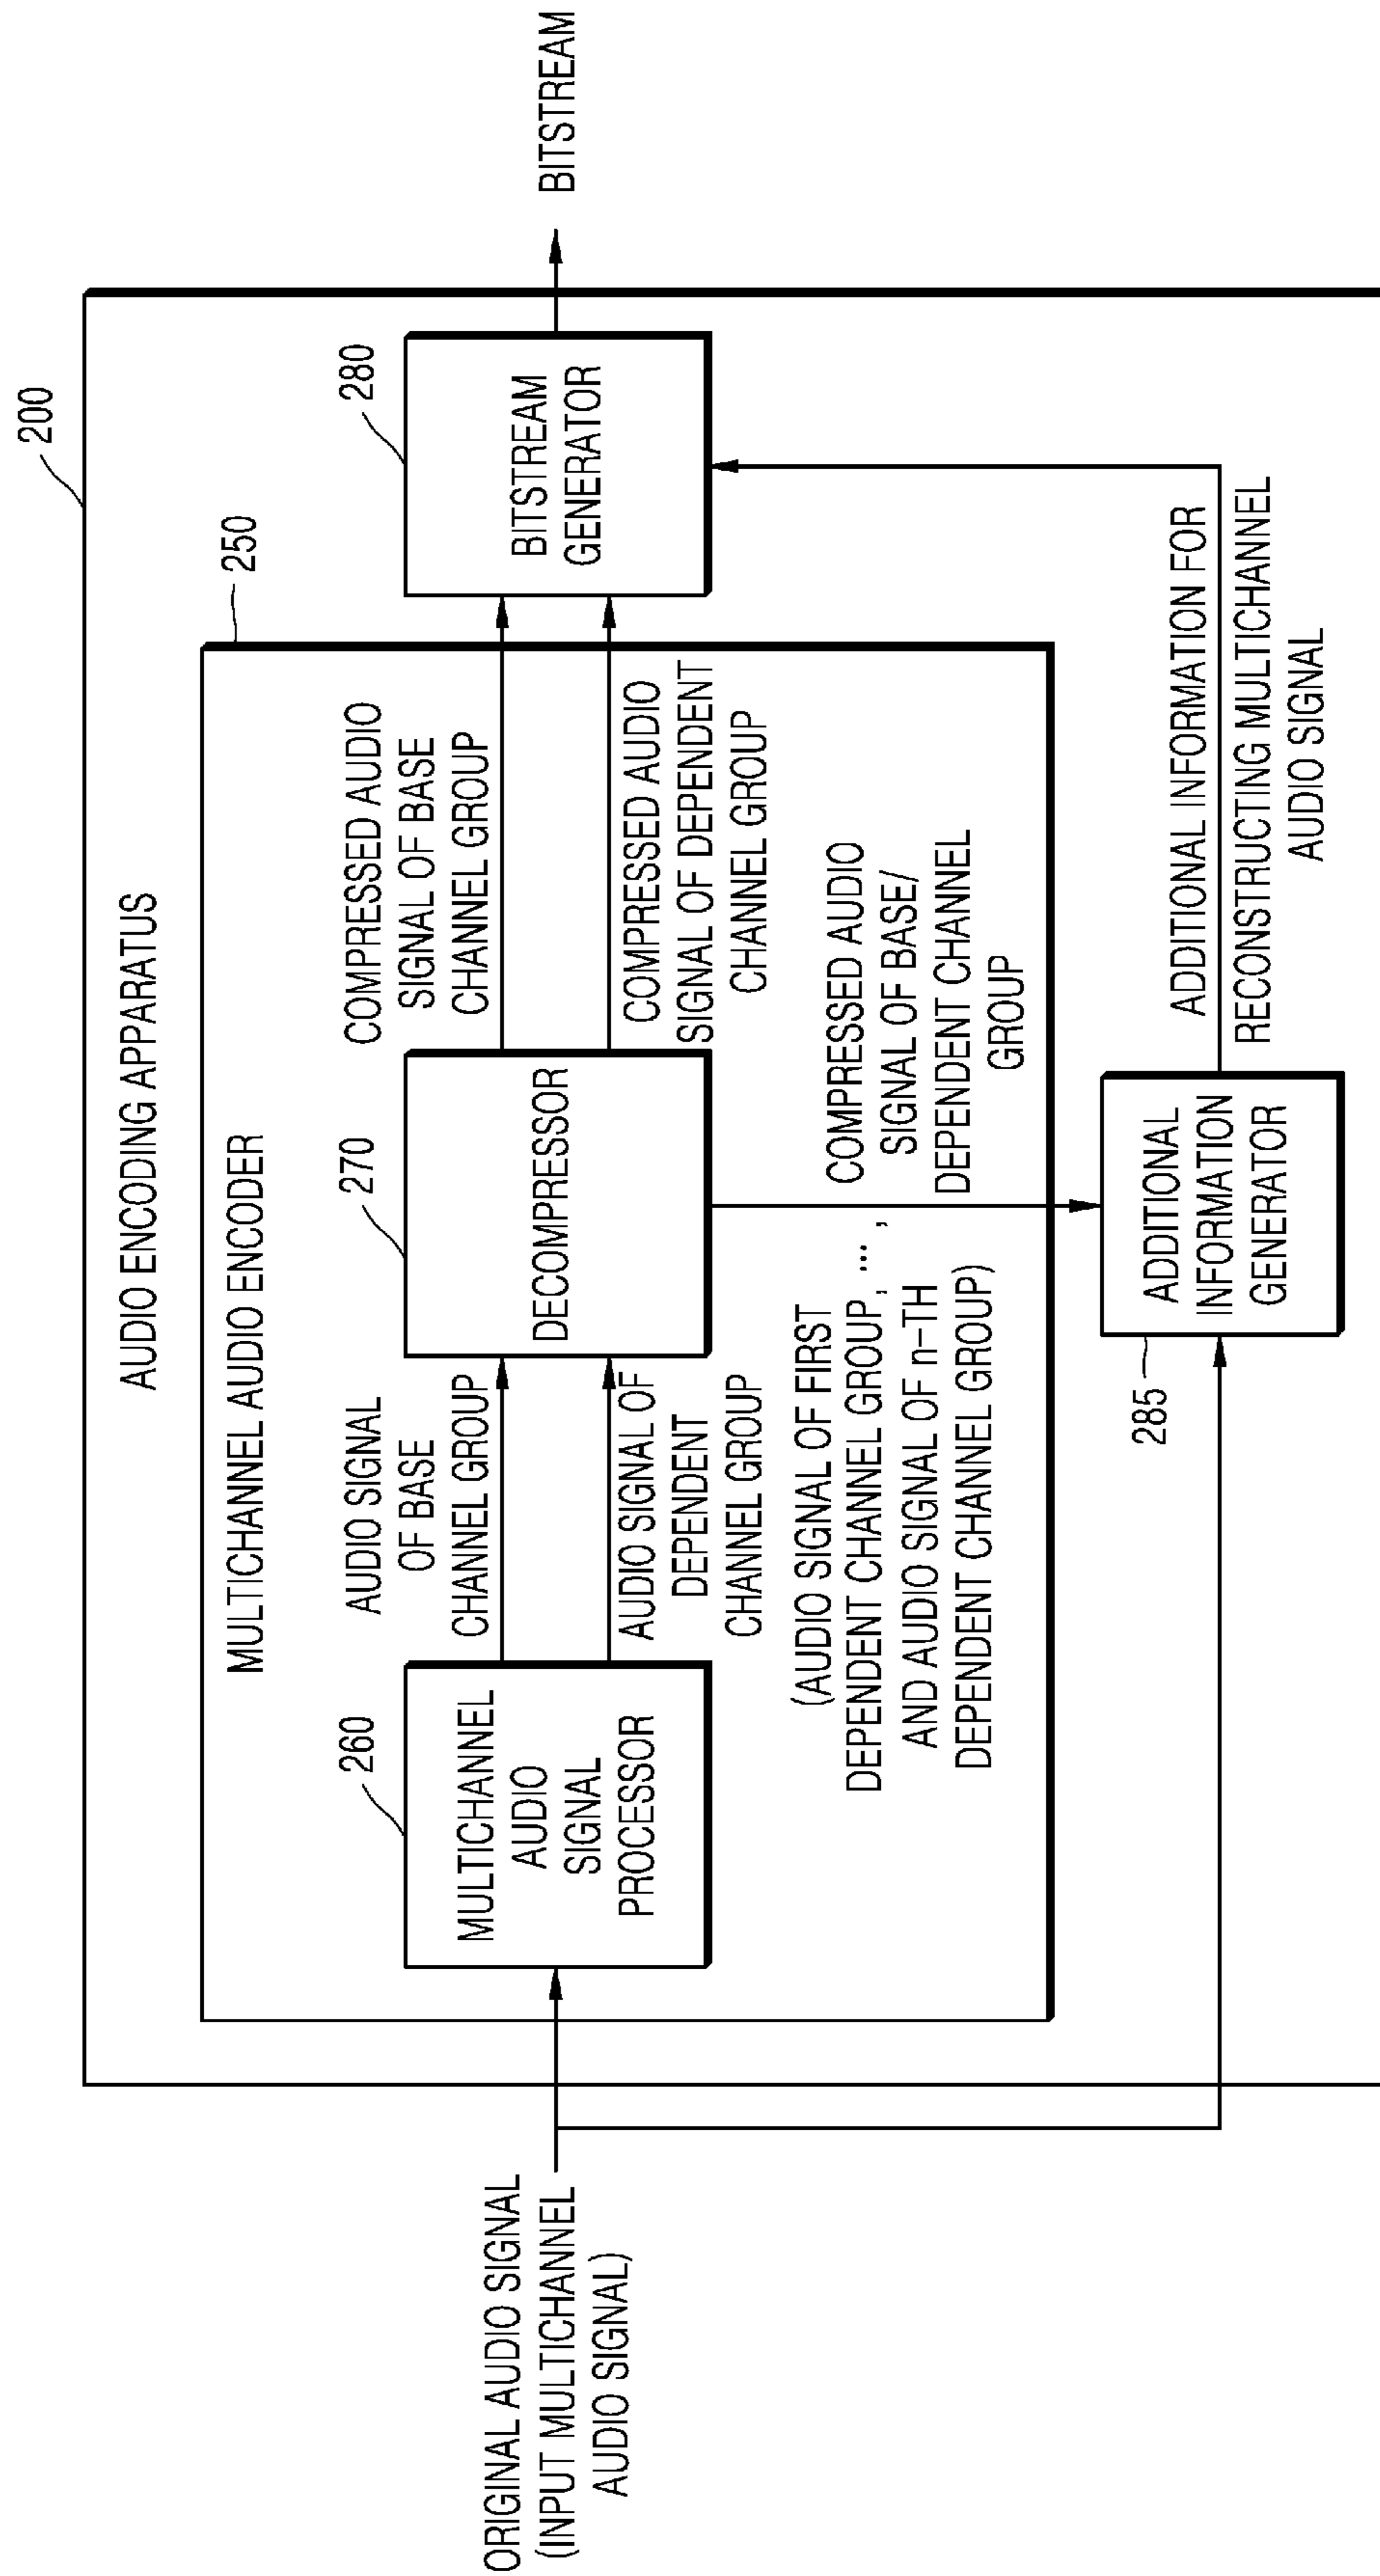 200
AUDIO ENCODING APPARATUS
250
MULTICHANNEL AUDIO ENCODER
ORIGINAL AUDIO SIGNAL
(INPUT MULTICHANNEL
AUDIO SIGNAL)
260
MULTICHANNEL
AUDIO
SIGNAL
PROCESSOR
AUDIO SIGNAL
OF BASE
CHANNEL GROUP
AUDIO SIGNAL OF
DEPENDENT
CHANNEL GROUP
(AUDIO SIGNAL OF FIRST
DEPENDENT CHANNEL GROUP, ... ,
AND AUDIO SIGNAL OF n-TH
DEPENDENT CHANNEL GROUP)
270
DECOMPRESSOR
COMPRESSED AUDIO
SIGNAL OF BASE
CHANNEL GROUP
COMPRESSED AUDIO
SIGNAL OF DEPENDENT
CHANNEL GROUP
COMPRESSED AUDIO
SIGNAL OF BASE/
DEPENDENT CHANNEL
GROUP
280
BITSTREAM
GENERATOR
BITSTREAM
285
ADDITIONAL
INFORMATION
GENERATOR
ADDITIONAL INFORMATION FOR
RECONSTRUCTING MULTICHANNEL
AUDIO SIGNAL